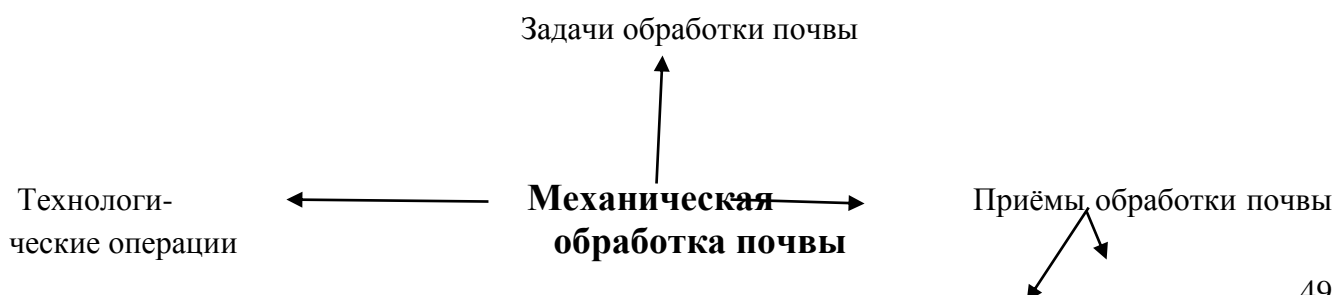 Задачи обработки почвы
Технологи-
ческие операции
Механическая
обработка почвы
Приёмы обработки почвы
49